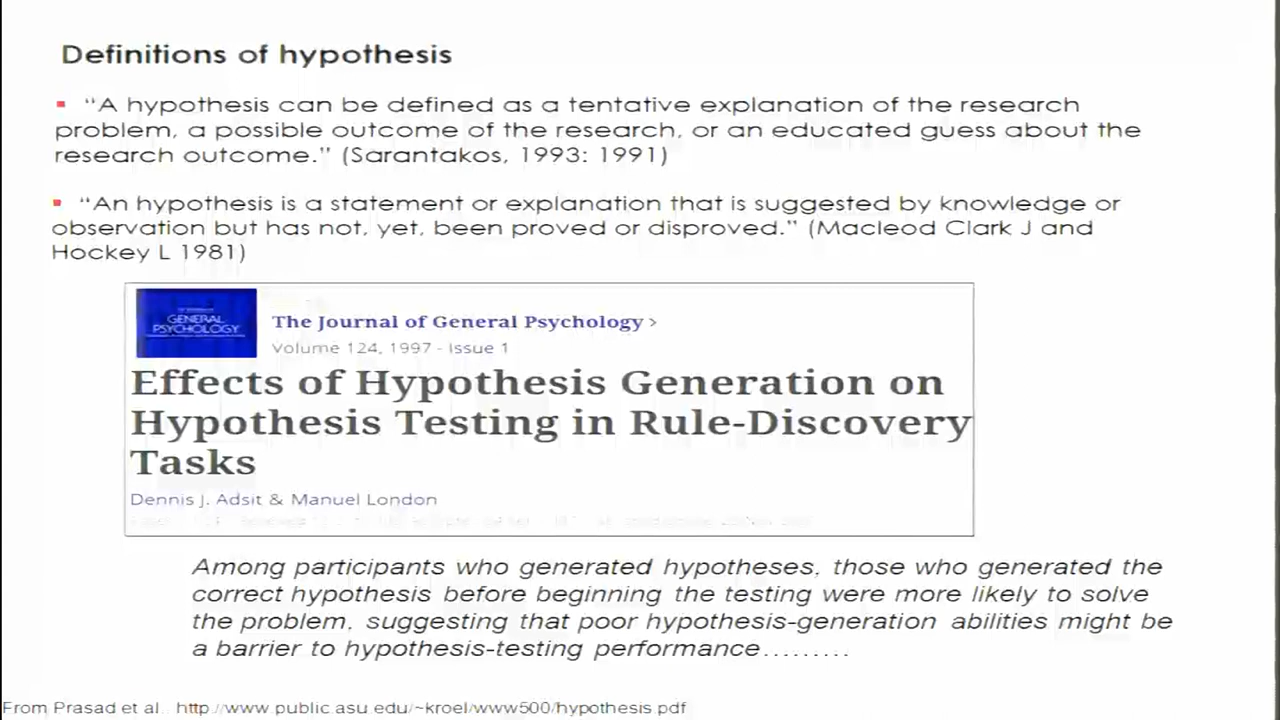 Definitions of hypothesis
▪ "A hypothesis can be defined as a tentative explanation of the research
problem, a possible outcome of the research, or an educated guess about the
research outcome." (Sarantakos, 1993: 1991)
▪ "An hypothesis is a statement or explanation that is suggested by knowledge or
observation but has not, yet, been proved or disproved." (Macleod Clark J and
Hockey L 1981)
GENERAL
PSYCHOLOGY
The Journal of General Psychology >
Volume 124, 1997 - Issue 1
Effects of Hypothesis Generation on
Hypothesis Testing in Rule-Discovery
Tasks
Dennis J. Adsit & Manuel London
Among participants who generated hypotheses, those who generated the
correct hypothesis before beginning the testing were more likely to solve
the problem, suggesting that poor hypothesis-generation abilities might be
a barrier to hypothesis-testing performance.........
From Prasad et al., http://www.public.asu.edu/~kroel/www500/hypothesis.pdf